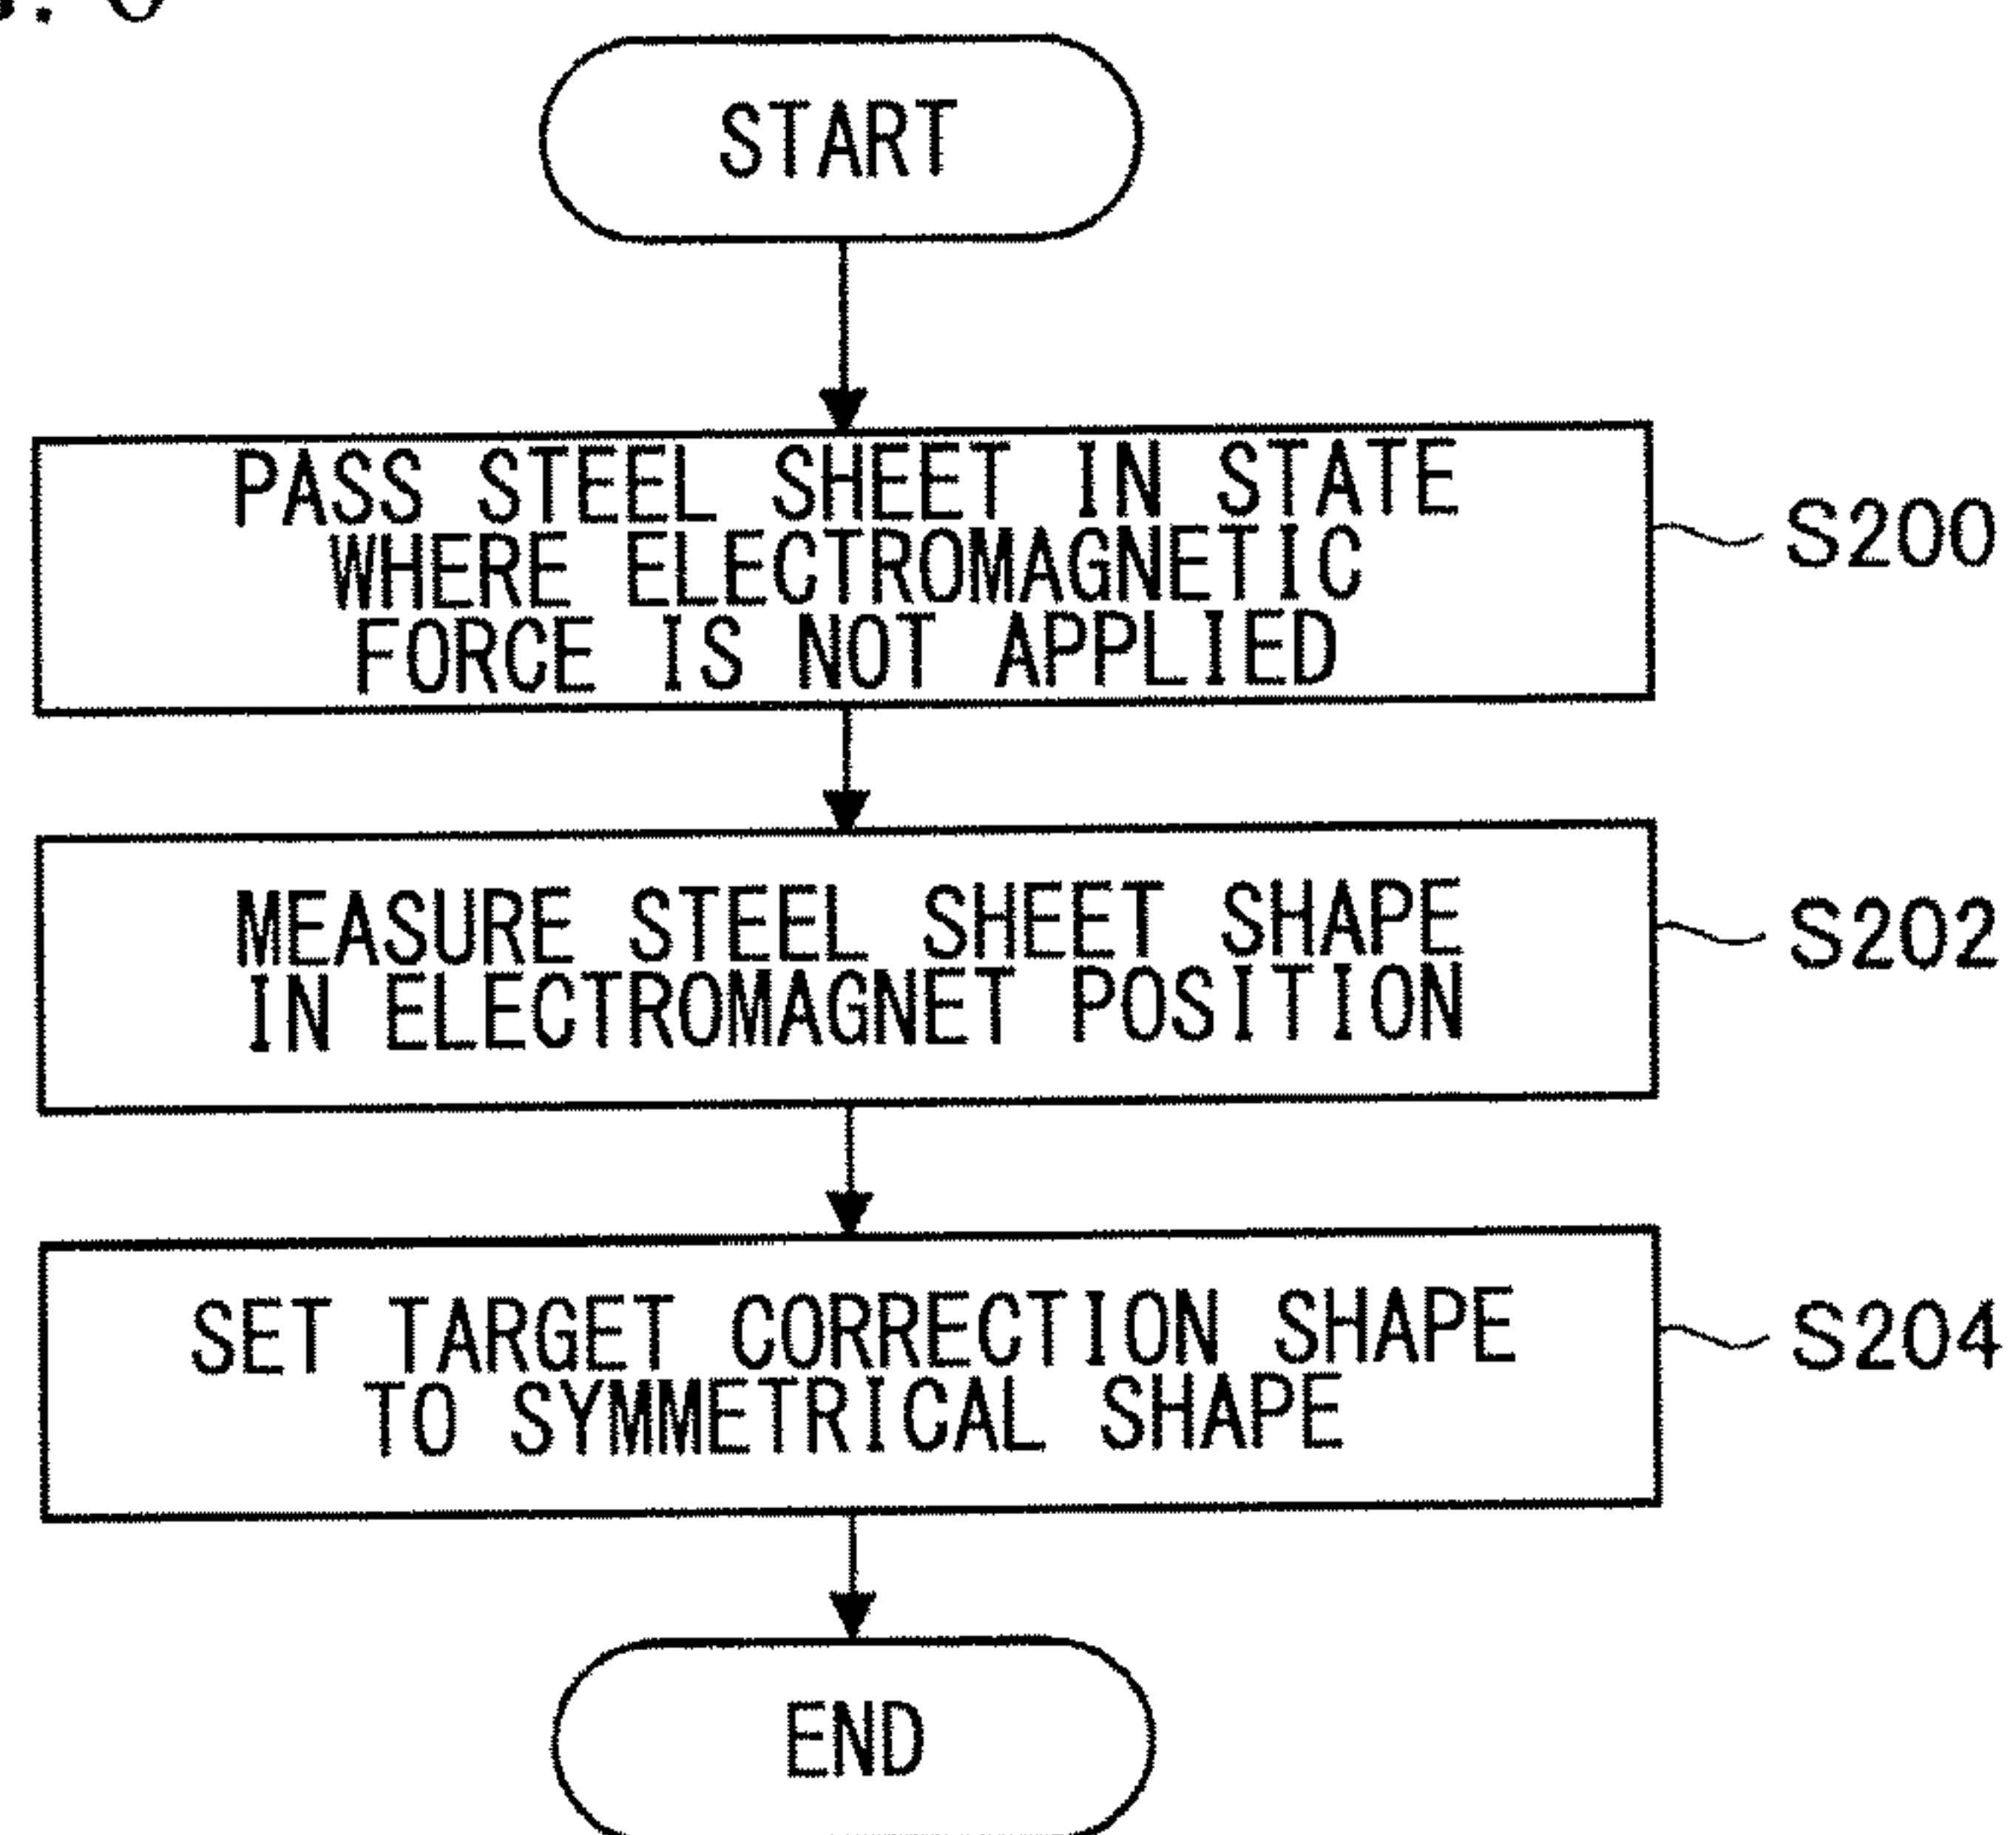 START
PASS STEEL SHEET IN STATE
WHERE ELECTROMAGNETIC
FORCE IS NOT APPLIED
S200
MEASURE STEEL SHEET SHAPE
IN ELECTROMAGNET POSITION
S202
SET TARGET CORRECTION SHAPE
TO SYMMETRICAL SHAPE
S204
END